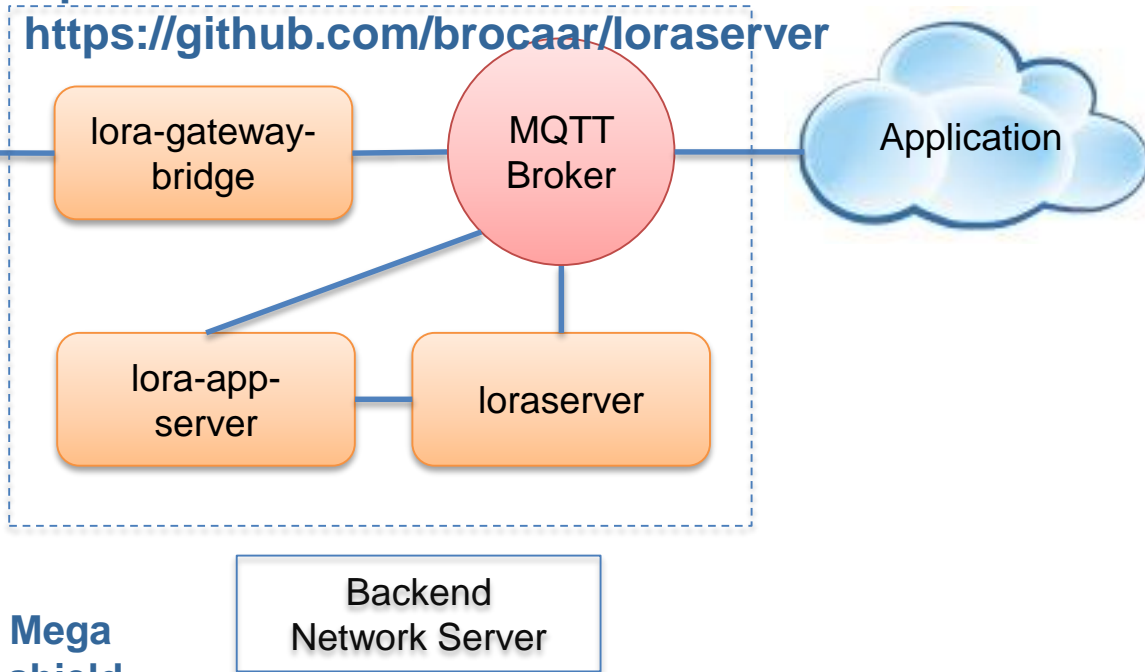 https://github.com/brocaar/loraserver
lora-gateway-
bridge
MQTT
Broker
Application
lora-app-
server
loraserver
Backend
Network Server
Mega
shield